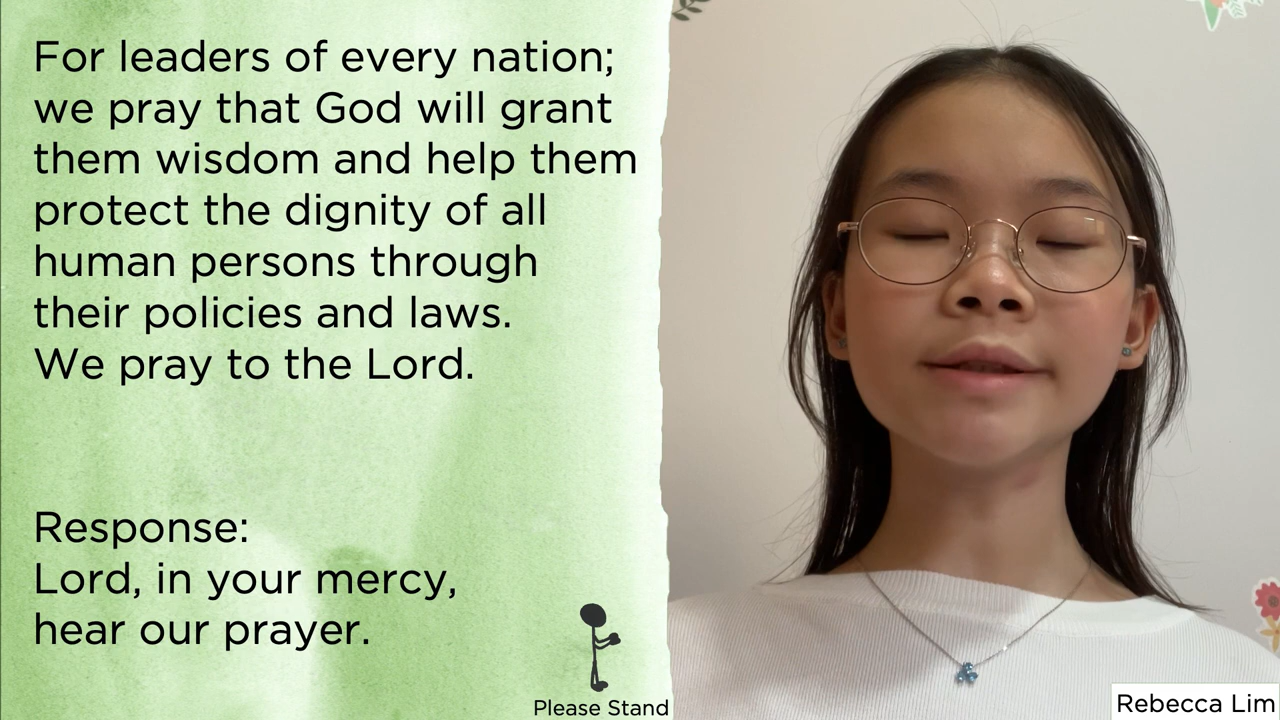 For leaders of every nation;
we pray that God will grant
them wisdom and help them
protect the dignity of all
human persons through
their policies and laws.
We pray to the Lord.
Response:
Lord, in your mercy,
hear our prayer.
Please Stand
Rebecca Lim